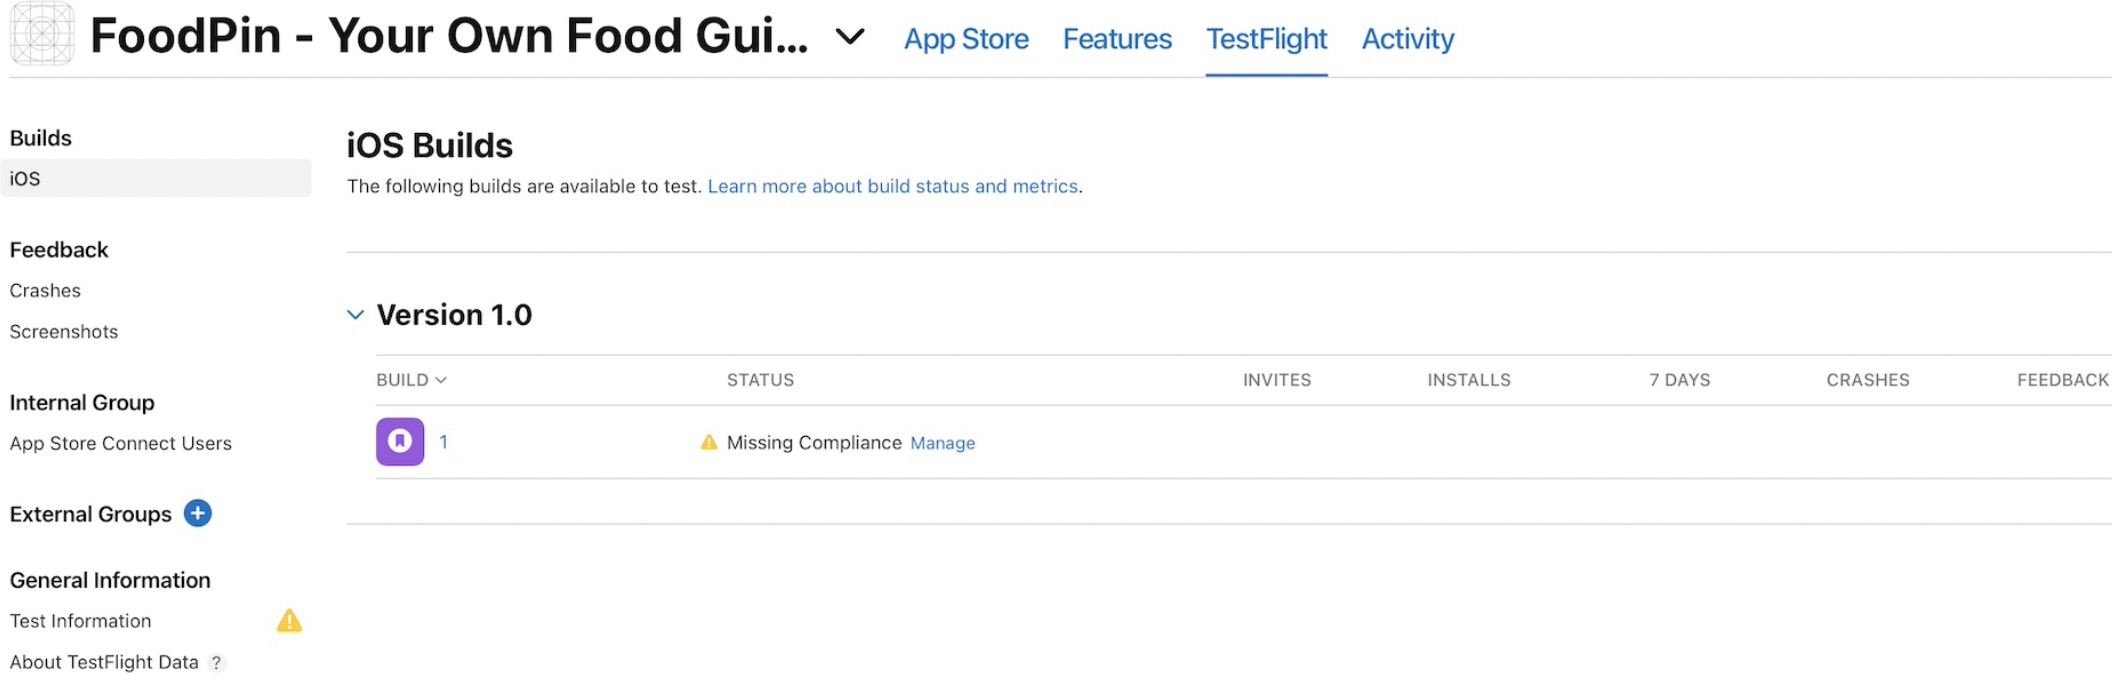 FoodPin - Your Own Food Gui...
App Store Features TestFlight Activity
Builds
iOS
Feedback
Crashes
Screenshots
Internal Group
App Store Connect Users
External Groups
General Information
Test Information
About TestFlight Data ?
iOS Builds
The following builds are available to test. Learn more about build status and metrics.
Version 1.0
BUILD STATUS INVITES INSTALLS 7 DAYS CRASHES FEEDBACK
1 Missing Compliance Manage